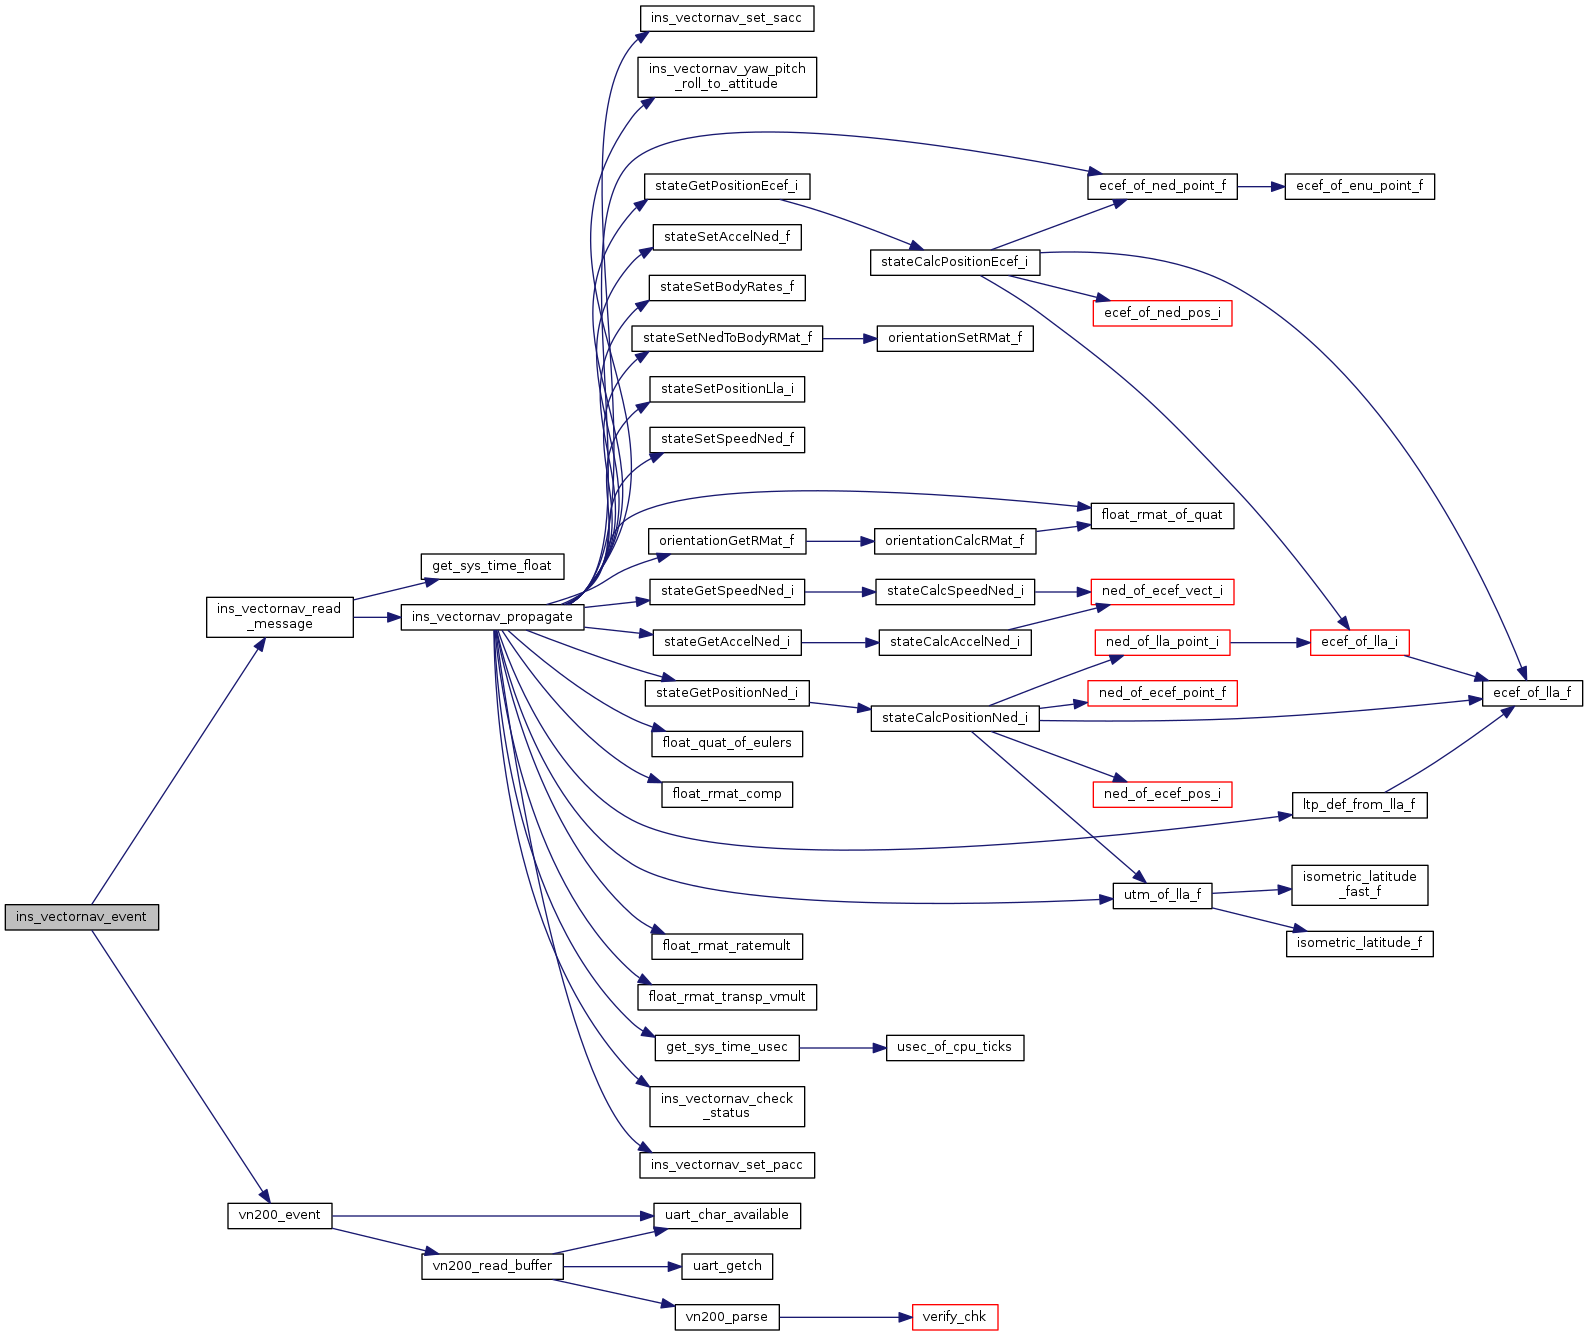 ins_vectornav_set_sacc
ins_vectornav_yaw_pitch
_roll_to_attitude
stateGetPositionEcef_i
ecef_of_ned_point_f
ecef_of_enu_point_f
stateSetAccelNed_f
stateCalcPositionEcef_i
stateSetBodyRates_f
ecef_of_ned_pos_i
stateSetNedToBodyRMat_f
orientationSetRMat_f
stateSetPositionLla_i
stateSetSpeedNed_f
float_rmat_of_quat
orientationGetRMat_f
orientationCalcRMat_f
get_sys_time_float
stateGetSpeedNed_i
stateCalcSpeedNed_i
ned_of_ecef_vect_i
ins_vectornav_read
_message
ins_vectornav_propagate
stateGetAccelNed_i
stateCalcAccelNed_i
ned_of_lla_point_i
ecef_of_lla_i
stateGetPositionNed_i
ned_of_ecef_point_f
ecef_of_lla_f
stateCalcPositionNed_i
float_quat_of_eulers
float_rmat_comp
ned_of_ecef_pos_i
ltp_def_from_lla_f
utm_of_lla_f
isometric_latitude
_fast_f
ins_vectornav_event
float_rmat_ratemult
isometric_latitude_f
float_rmat_transp_vmult
get_sys_time_usec
usec_of_cpu_ticks
ins_vectornav_check
_status
ins_vectornav_set_pacc
vn200_event
uart_char_available
vn200_read_buffer
uart_getch
vn200_parse
verify_chk